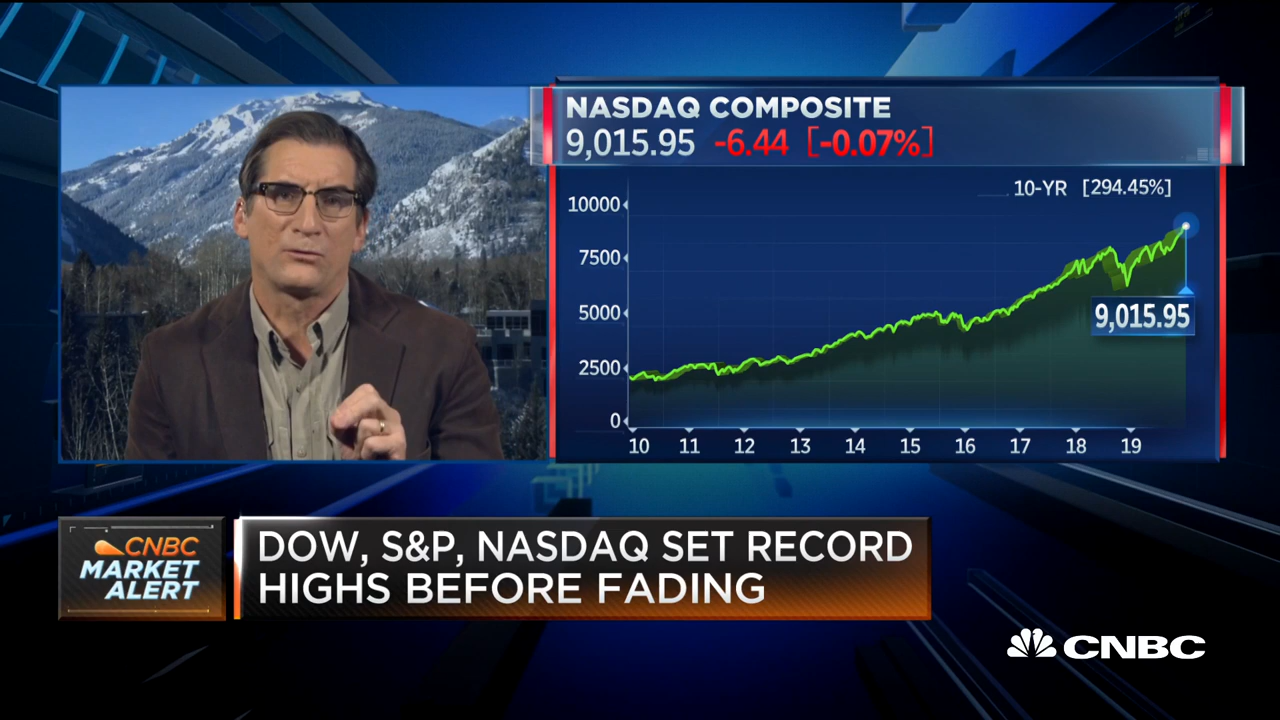 NASDAQ COMPOSITE
9,015.95 -6.44 [-0.07%]
10-YR [294.45%]
10000
7500
5000
2500
0
9,015.95
10 11 12 13 14 15 16 17 18 19
CNBC
MARKET
ALERT
DOW, S&P, NASDAQ SET RECORD
HIGHS BEFORE FADING
CNBC